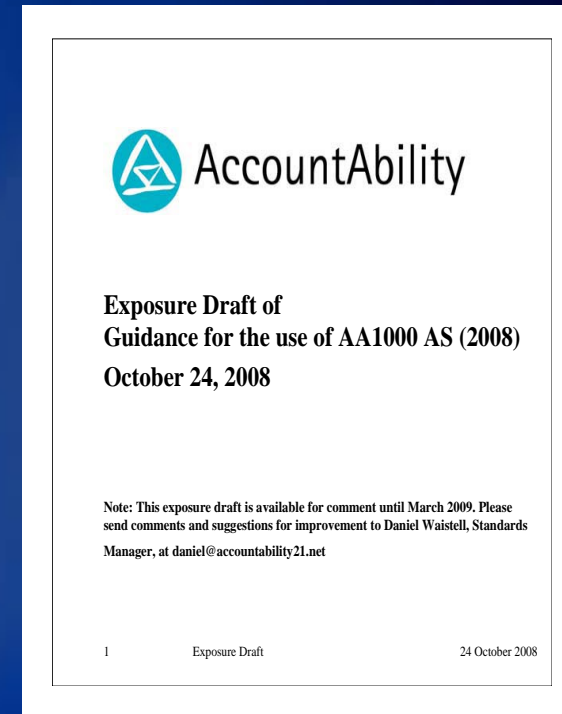 AccountAbility
Exposure Draft of
Guidance for the use of AA1000 AS (2008)
October 24, 2008
Note: This exposure draft is available for comment until March 2009. Please
send comments and suggestions for improvement to Daniel Waistell, Standards
Manager, at daniel@accountability21.net
1 Exposure Draft 24 October 2008